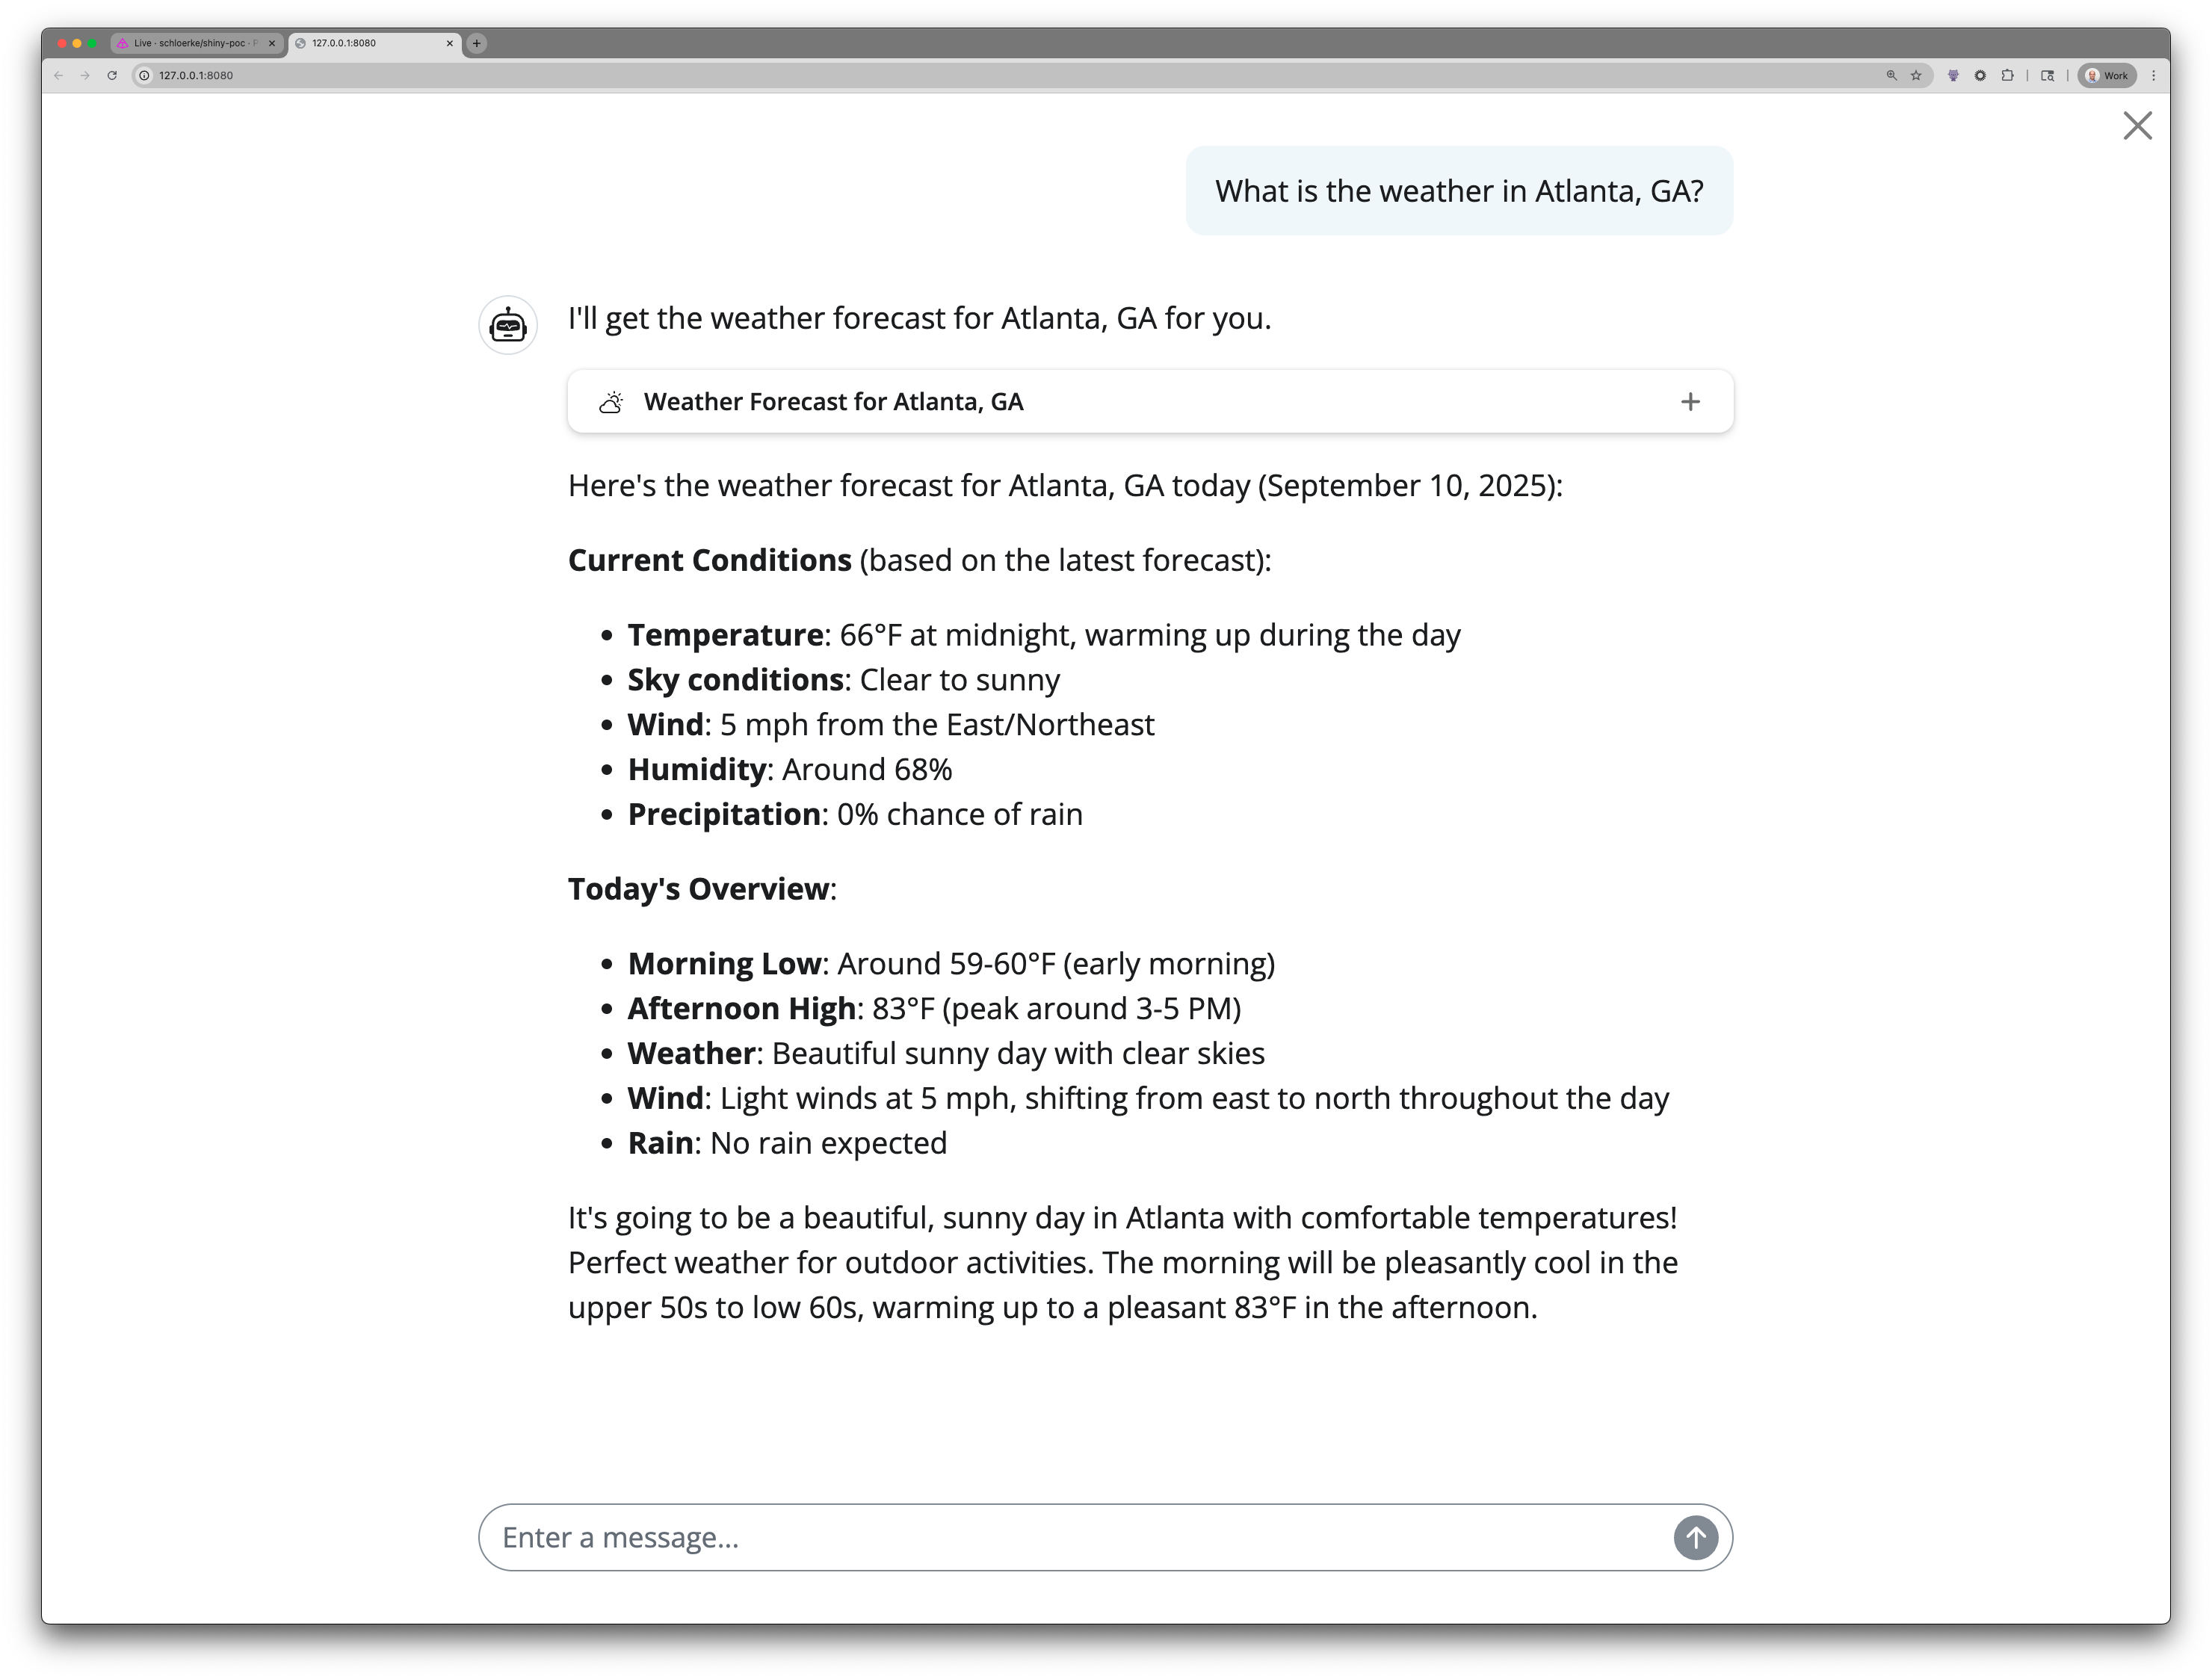 Live · schloerke/shiny-poc ·
127.0.0.1:8080
127.0.0.1:8080
Work
What is the weather in Atlanta, GA?
I'll get the weather forecast for Atlanta, GA for you.
Weather Forecast for Atlanta, GA
Here's the weather forecast for Atlanta, GA today (September 10, 2025):
Current Conditions (based on the latest forecast):
• Temperature: 66°F at midnight, warming up during the day
• Sky conditions: Clear to sunny
• Wind: 5 mph from the East/Northeast
• Humidity: Around 68%
• Precipitation: 0% chance of rain
Today's Overview:
• Morning Low: Around 59-60°F (early morning)
• Afternoon High: 83°F (peak around 3-5 PM)
• Weather: Beautiful sunny day with clear skies
• Wind: Light winds at 5 mph, shifting from east to north throughout the day
• Rain: No rain expected
It's going to be a beautiful, sunny day in Atlanta with comfortable temperatures!
Perfect weather for outdoor activities. The morning will be pleasantly cool in the
upper 50s to low 60s, warming up to a pleasant 83°F in the afternoon.
Enter a message...